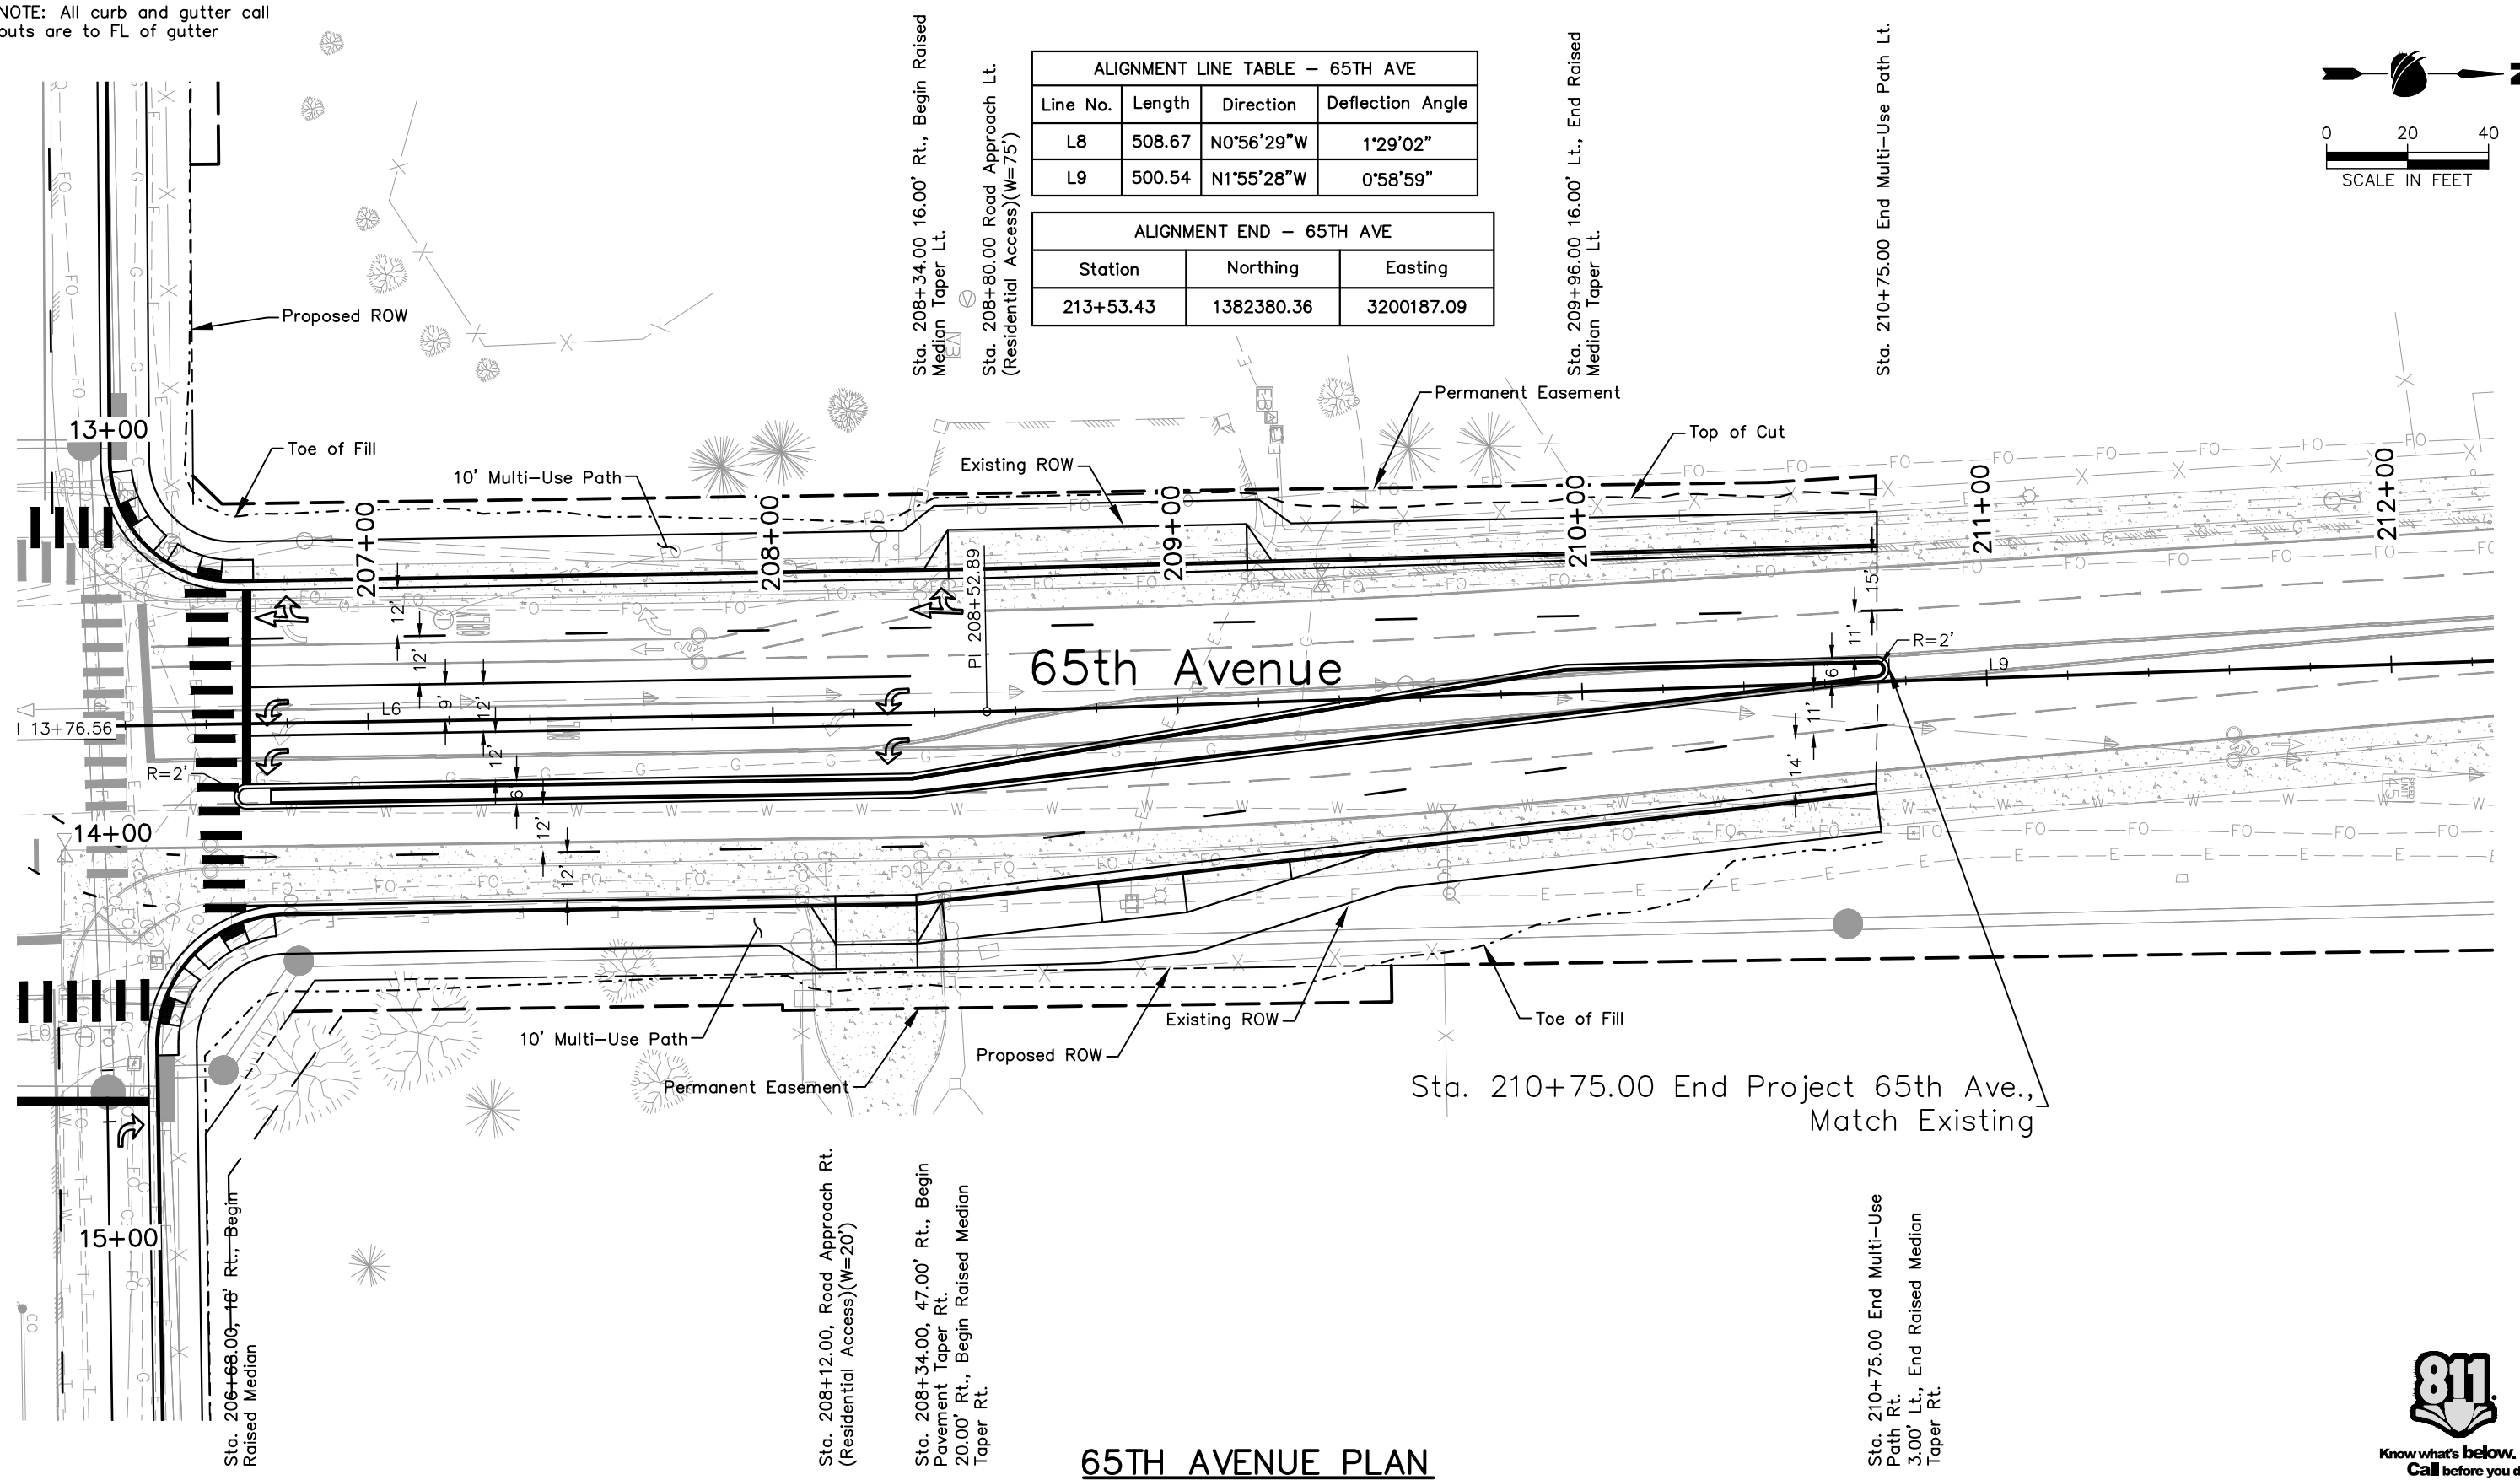 NOTE: All curb and gutter call
outs are to FL of gutter
Sta. 208+34.00 16.00' Rt., Begin Raised
Median Taper Lt.
Sta. 208+80.00 Road Approach Lt.
(Residential Access)(W=75')
ALIGNMENT LINE TABLE – 65TH AVE
Line No. Length Direction Deflection Angle
L8 508.67 N0°56'29"W 1°29'02"
L9 500.54 N1°55'28"W 0°58'59"
ALIGNMENT END – 65TH AVE
Station Northing Easting
213+53.43 1382380.36 3200187.09
Sta. 209+96.00 16.00' Lt., End Raised
Median Taper Lt.
Sta. 210+75.00 End Multi-Use Path Lt.
0 20 40
SCALE IN FEET
Proposed ROW
13+00
Toe of Fill
10' Multi-Use Path
Existing ROW
Permanent Easement
Top of Cut
207+00
208+00
209+00
210+00
211+00
212+00
PI 208+52.89
12'
12'
9'
12'
12'
6'
12'
12'
15'
11'
6'
11'
14'
65th Avenue
R=2'
L9
L6
13+76.56
R=2'
14+00
10' Multi-Use Path
Permanent Easement
Proposed ROW
Existing ROW
Toe of Fill
Sta. 210+75.00 End Project 65th Ave.,
Match Existing
15+00
Sta. 206+68.00, 18' Rt., Begin
Raised Median
Sta. 208+12.00, Road Approach Rt.
(Residential Access)(W=20')
Sta. 208+34.00, 47.00' Rt., Begin
Pavement Taper Rt.
20.00' Rt., Begin Raised Median
Taper Rt.
Sta. 210+75.00 End Multi-Use
Path Rt.
3.00' Lt., End Raised Median
Taper Rt.
65TH AVENUE PLAN
811
Know what's below.
Call before you d